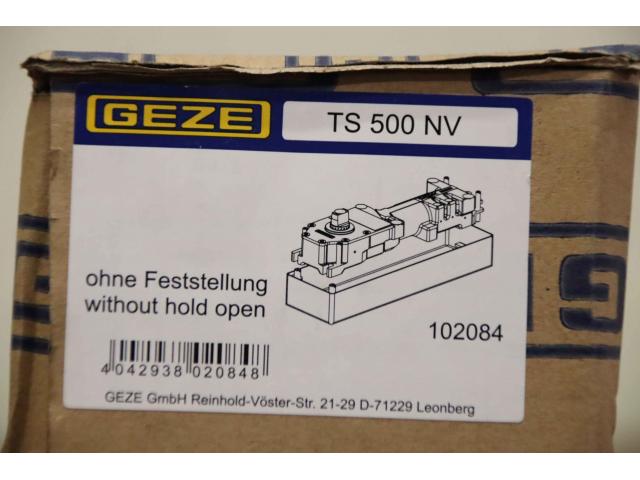 GEZE
TS 500 NV
ohne Feststellung
without hold open
102084
4 042938 020848
GEZE GmbH Reinhold-Vöster-Str. 21-29 D-71229 Leonberg